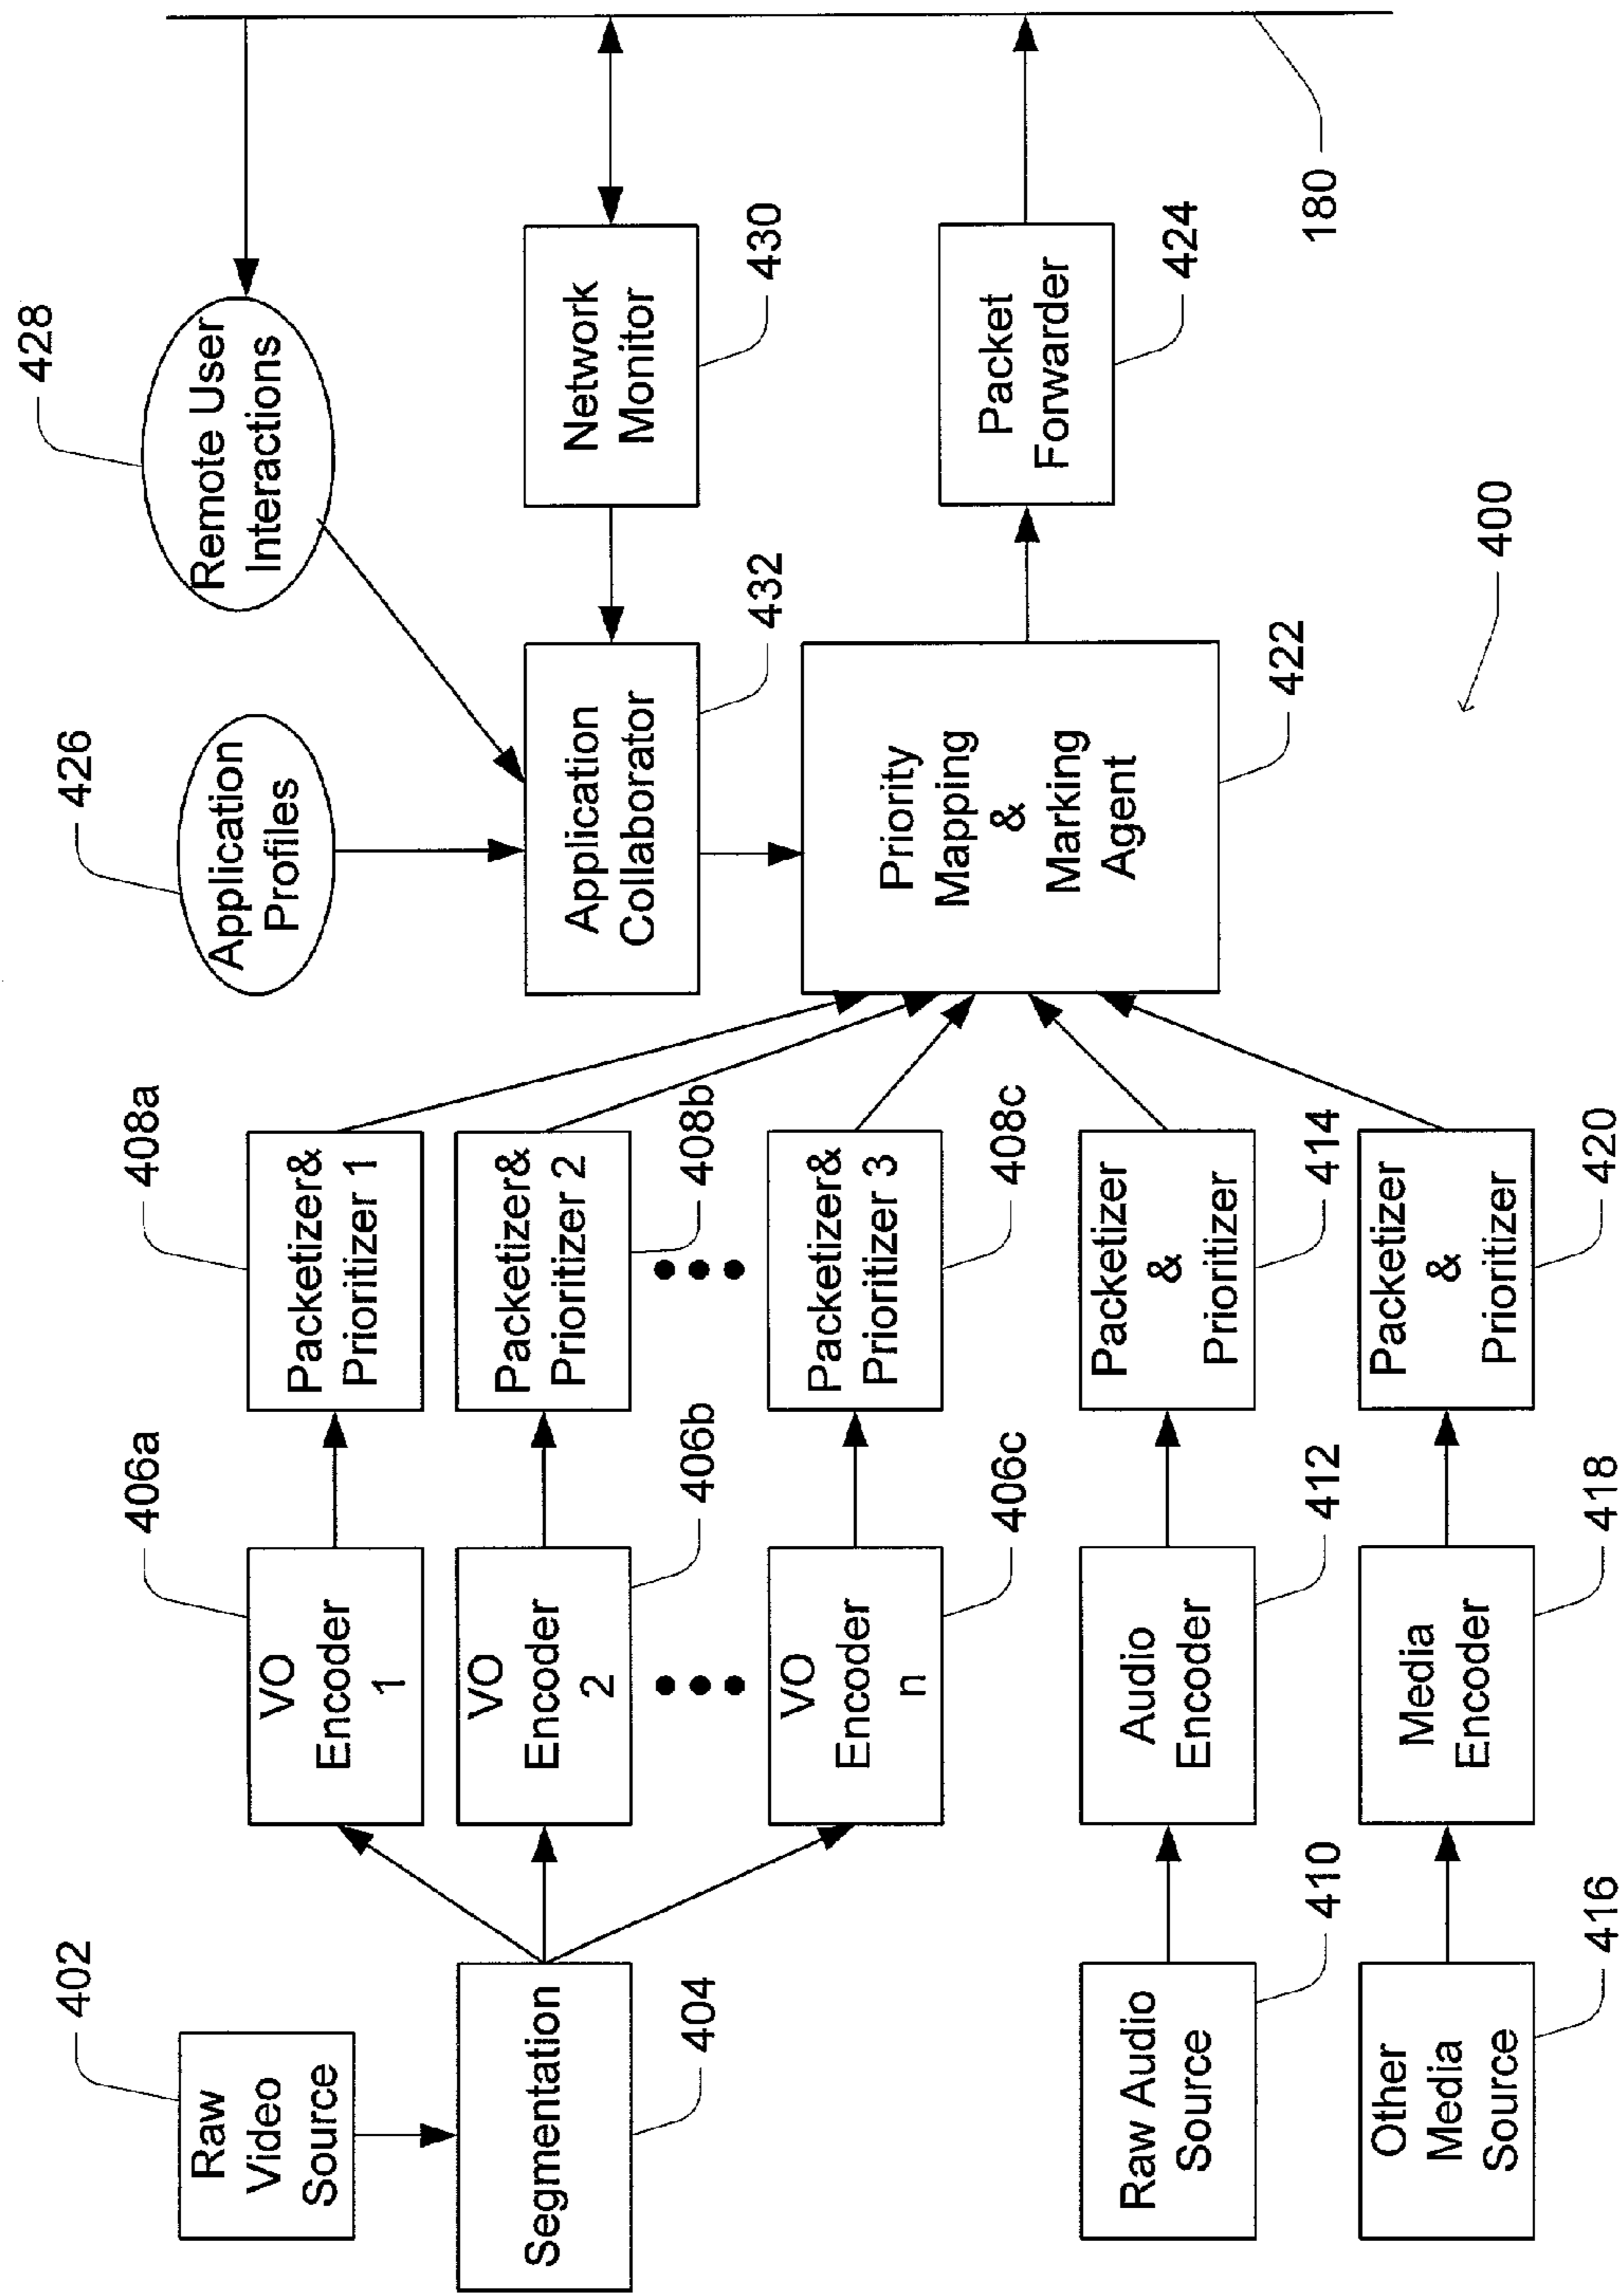 402
Raw
Video
Source
Segmentation
404
406a
VO
Encoder
1
408a
Packetizer&
Prioritizer 1
VO
Encoder
2
406b
Packetizer&
Prioritizer 2
408b
VO
Encoder
n
406c
Packetizer&
Prioritizer 3
408c
Raw Audio
Source
410
Audio
Encoder
412
Packetizer
&
Prioritizer
414
Other
Media
Source
416
Media
Encoder
418
Packetizer
&
Prioritizer
420
426
Application
Profiles
428
Remote User
Interactions
Application
Collaborator
432
Network
Monitor
430
Priority
Mapping
&
Marking
Agent
422
Packet
Forwarder
424
180
400